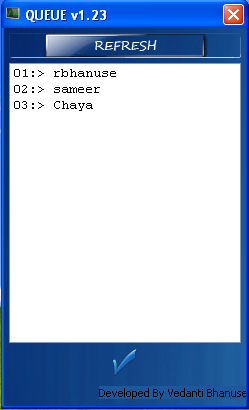 QUEUE v1.23
REFRESH
01:> rbhanuse
02:> sameer
03:> Chaya
Developed By Vedanti Bhanuse